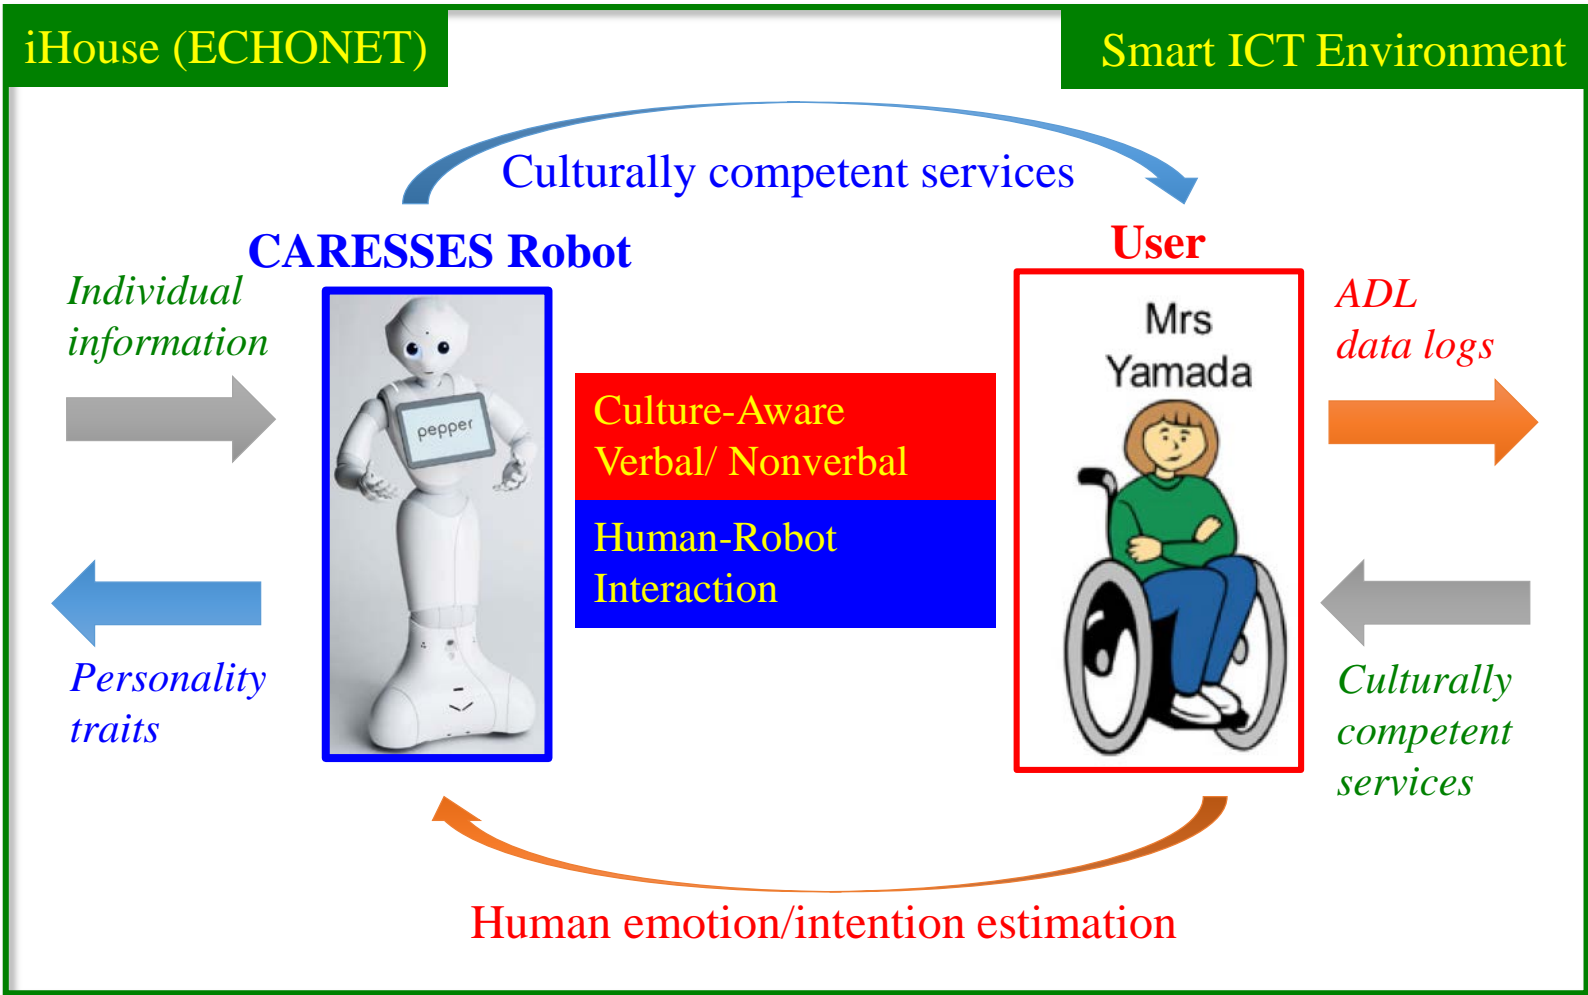 iHouse (ECHONET)
Smart ICT Environment
Culturally competent services
CARESSES Robot
User
Individual
information
pepper
Culture-Aware
Verbal/ Nonverbal
Human-Robot
Interaction
Mrs
Yamada
ADL
data logs
Personality
traits
Culturally
competent
services
Human emotion/intention estimation